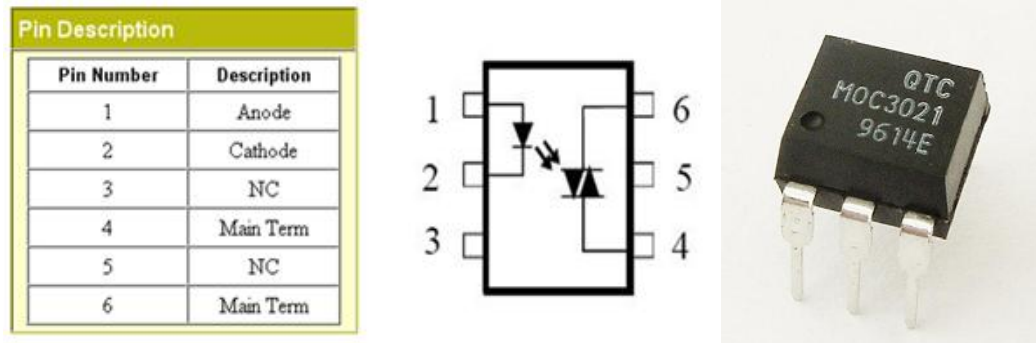 Pin Description
Pin Number Description
1 Anode
2 Cathode
3 NC
4 Main Term
5 NC
6 Main Term
1 6
2 5
3 4
QTC
MOC3021
9614E